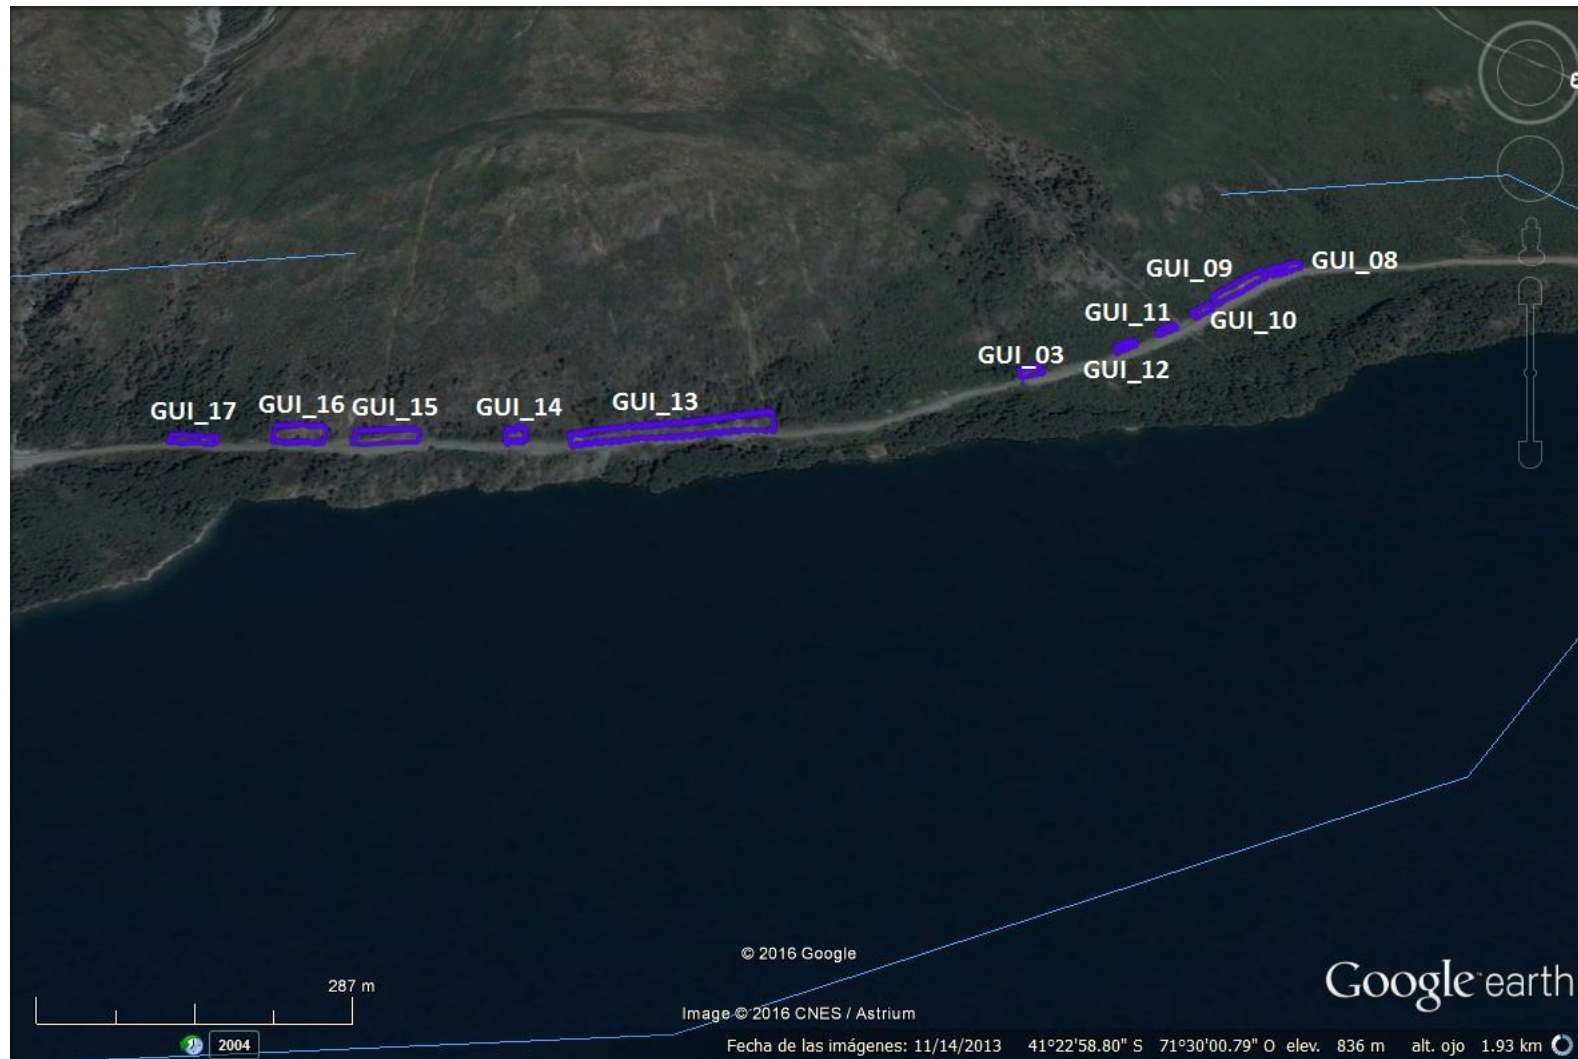 GUI_09
GUI_08
GUI_11
GUI_10
GUI_03
GUI_12
GUI_17
GUI_16
GUI_15
GUI_14
GUI_13
© 2016 Google
287 m
Google earth
Image © 2016 CNES / Astrium
2004
Fecha de las imágenes: 11/14/2013 41°22'58.80" S 71°30'00.79" O elev. 836 m alt. ojo 1.93 km